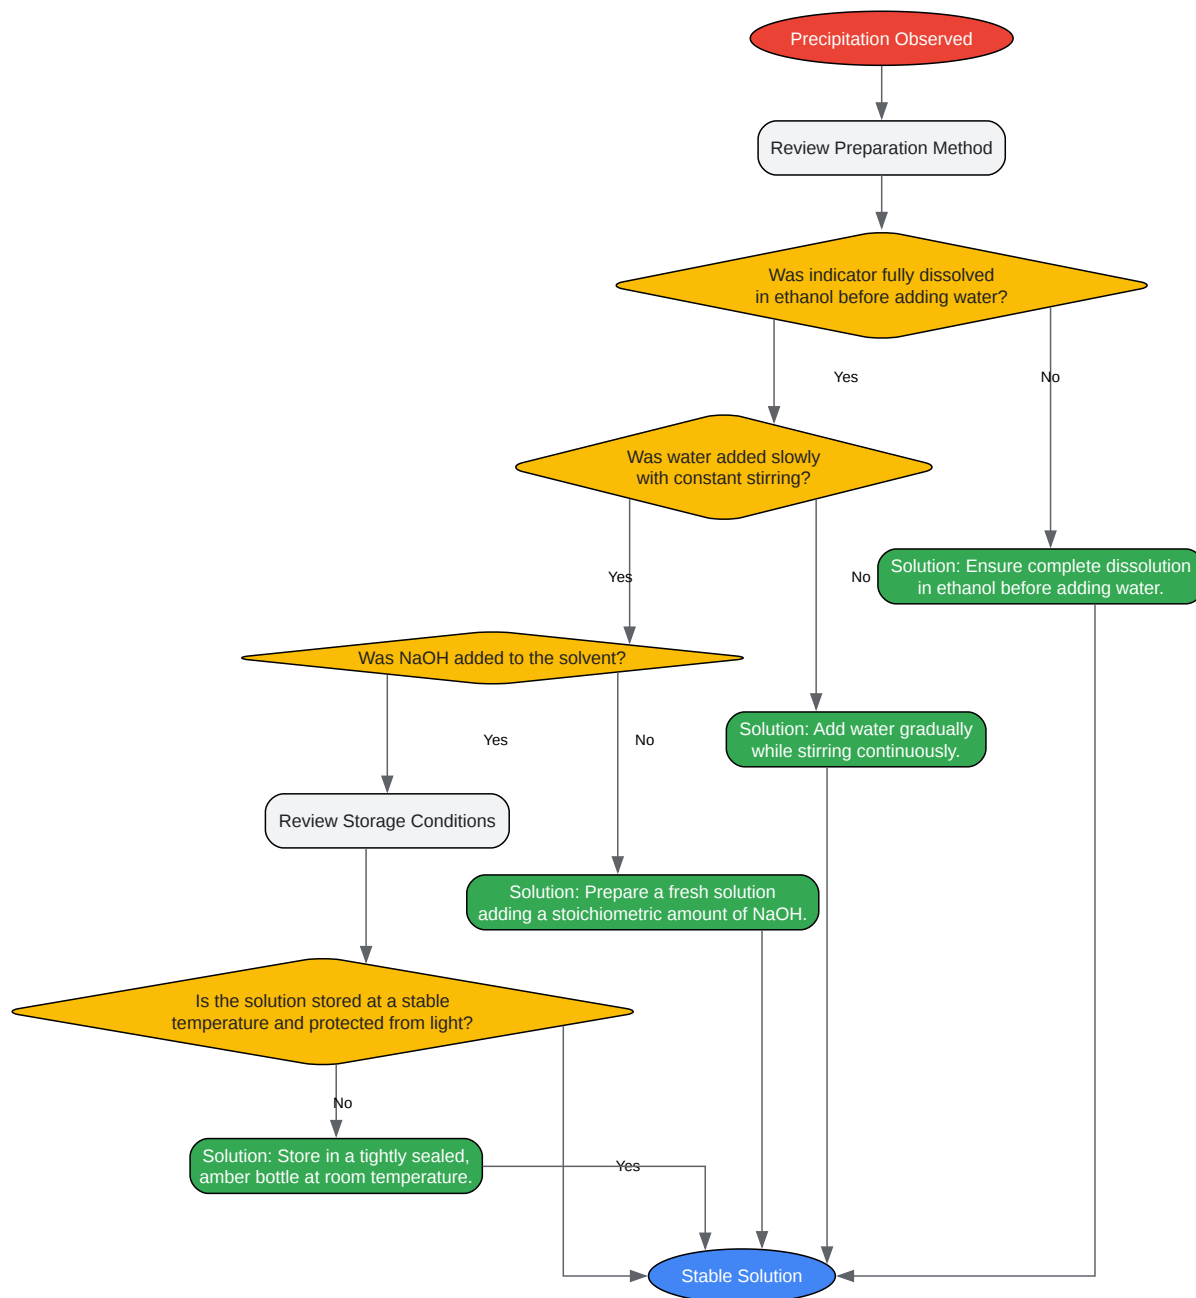 Precipitation Observed
Review Preparation Method
Was indicator fully dissolved
in ethanol before adding water?
Yes
No
Was water added slowly
with constant stirring?
Yes
No
Solution: Ensure complete dissolution
in ethanol before adding water.
Was NaOH added to the solvent?
Solution: Add water gradually
while stirring continuously.
Yes
No
Review Storage Conditions
Solution: Prepare a fresh solution
adding a stoichiometric amount of NaOH.
Is the solution stored at a stable
temperature and protected from light?
No
Solution: Store in a tightly sealed,
amber bottle at room temperature.
Yes
Stable Solution